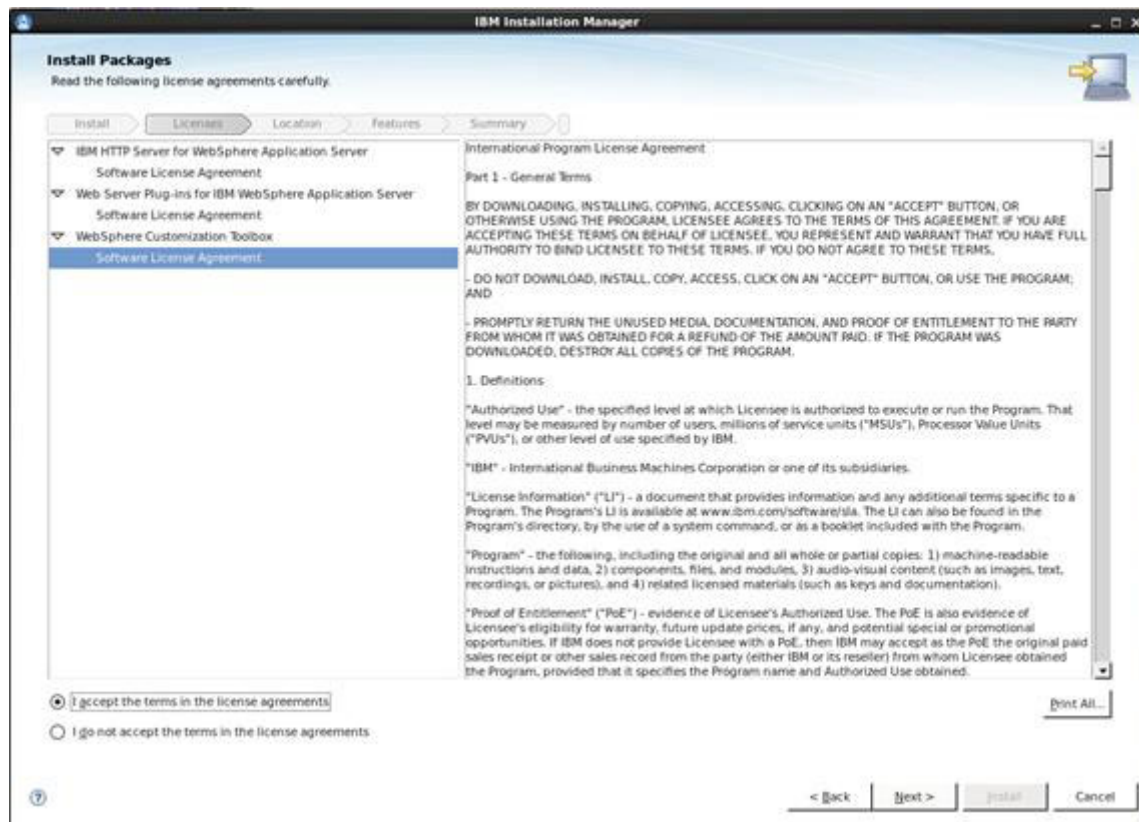 IBM Installation Manager
Install Packages
Read the following license agreements carefully.
Install
Licenses
Location
Features
Summary
IBM HTTP Server for WebSphere Application Server
Software License Agreement
Web Server Plug-ins for IBM WebSphere Application Server
Software License Agreement
WebSphere Customization Toolbox
Software License Agreement
International Program License Agreement
Part 1 - General Terms
BY DOWNLOADING, INSTALLING, COPYING, ACCESSING, CLICKING ON AN "ACCEPT" BUTTON, OR
OTHERWISE USING THE PROGRAM, LICENSEE AGREES TO THE TERMS OF THIS AGREEMENT. IF YOU ARE
ACCEPTING THESE TERMS ON BEHALF OF LICENSEE, YOU REPRESENT AND WARRANT THAT YOU HAVE FULL
AUTHORITY TO BIND LICENSEE TO THESE TERMS. IF YOU DO NOT AGREE TO THESE TERMS,
- DO NOT DOWNLOAD, INSTALL, COPY, ACCESS, CLICK ON AN "ACCEPT" BUTTON, OR USE THE PROGRAM;
AND
- PROMPTLY RETURN THE UNUSED MEDIA, DOCUMENTATION, AND PROOF OF ENTITLEMENT TO THE PARTY
FROM WHOM IT WAS OBTAINED FOR A REFUND OF THE AMOUNT PAID. IF THE PROGRAM WAS
DOWNLOADED, DESTROY ALL COPIES OF THE PROGRAM.
1. Definitions
"Authorized Use" - the specified level at which Licensee is authorized to execute or run the Program. That
level may be measured by number of users, millions of service units ("MSUs"), Processor Value Units
("PVUs"), or other level of use specified by IBM.
"IBM" - International Business Machines Corporation or one of its subsidiaries.
"License Information" ("LI") - a document that provides information and any additional terms specific to a
Program. The Program's LI is available at www.ibm.com/software/sla. The LI can also be found in the
Program's directory, by the use of a system command, or as a booklet included with the Program.
"Program" - the following, including the original and all whole or partial copies: 1) machine-readable
instructions and data, 2) components, files, and modules, 3) audio-visual content (such as images, text,
recordings, or pictures), and 4) related licensed materials (such as keys and documentation).
"Proof of Entitlement" ("PoE") - evidence of Licensee's Authorized Use. The PoE is also evidence of
Licensee's eligibility for warranty, future update prices, if any, and potential special or promotional
opportunities. If IBM does not provide Licensee with a PoE, then IBM may accept as the PoE the original paid
sales receipt or other sales record from the party (either IBM or its reseller) from whom Licensee obtained
the Program, provided that it specifies the Program name and Authorized Use obtained.
I accept the terms in the license agreements
Print All...
I do not accept the terms in the license agreements
?
< Back
Next >
Install
Cancel